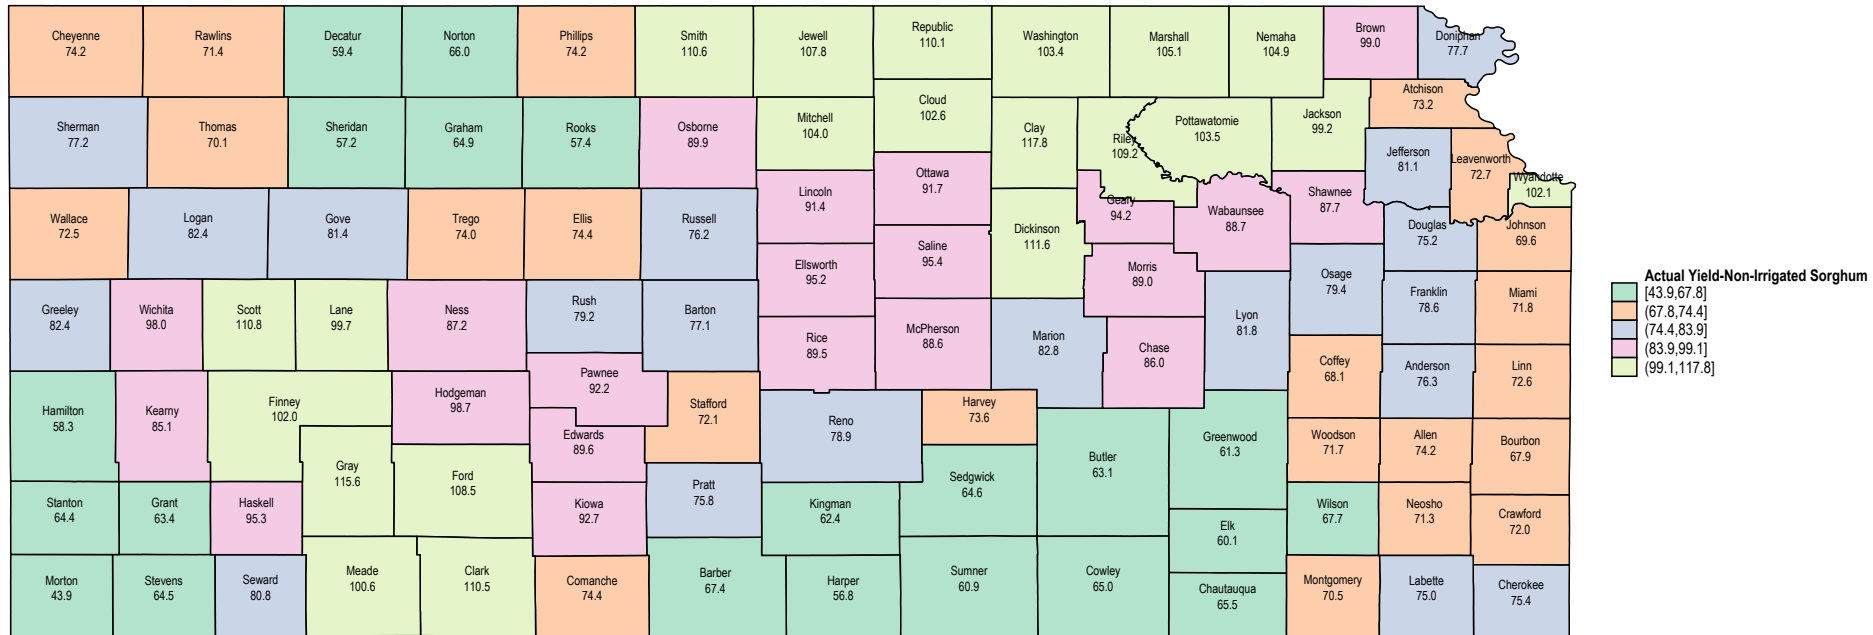 Cheyenne
74.2
Rawlins
71.4
Decatur
59.4
Norton
66.0
Phillips
74.2
Smith
110.6
Jewell
107.8
Republic
110.1
Washington
103.4
Marshall
105.1
Nemaha
104.9
Brown
99.0
Doniphan
77.7
Atchison
73.2
Sherman
77.2
Thomas
70.1
Sheridan
57.2
Graham
64.9
Rooks
57.4
Osborne
89.9
Mitchell
104.0
Cloud
102.6
Clay
117.8
Riley
109.2
Pottawatomie
103.5
Jackson
99.2
Jefferson
81.1
Leavenworth
72.7
Wyandotte
102.1
Wallace
72.5
Logan
82.4
Gove
81.4
Trego
74.0
Ellis
74.4
Russell
76.2
Lincoln
91.4
Ottawa
91.7
Saline
95.4
Dickinson
111.6
Geary
94.2
Wabaunsee
88.7
Shawnee
87.7
Douglas
75.2
Johnson
69.6
Greeley
82.4
Wichita
98.0
Scott
110.8
Lane
99.7
Ness
87.2
Rush
79.2
Barton
77.1
Ellsworth
95.2
Rice
89.5
McPherson
88.6
Marion
82.8
Morris
89.0
Chase
86.0
Lyon
81.8
Osage
79.4
Franklin
78.6
Miami
71.8
Hamilton
58.3
Kearny
85.1
Finney
102.0
Hodgeman
98.7
Pawnee
92.2
Edwards
89.6
Stafford
72.1
Reno
78.9
Harvey
73.6
Butler
63.1
Greenwood
61.3
Coffey
68.1
Anderson
76.3
Linn
72.6
Woodson
71.7
Allen
74.2
Bourbon
67.9
Gray
115.6
Ford
108.5
Stanton
64.4
Grant
63.4
Haskell
95.3
Kiowa
92.7
Pratt
75.8
Kingman
62.4
Sedgwick
64.6
Elk
60.1
Wilson
67.7
Neosho
71.3
Crawford
72.0
Morton
43.9
Stevens
64.5
Seward
80.8
Meade
100.6
Clark
110.5
Comanche
74.4
Barber
67.4
Harper
56.8
Sumner
60.9
Cowley
65.0
Chautauqua
65.5
Montgomery
70.5
Labette
75.0
Cherokee
75.4
Actual Yield-Non-Irrigated Sorghum
[43.9,67.8]
(67.8,74.4]
(74.4,83.9]
(83.9,99.1]
(99.1,117.8]